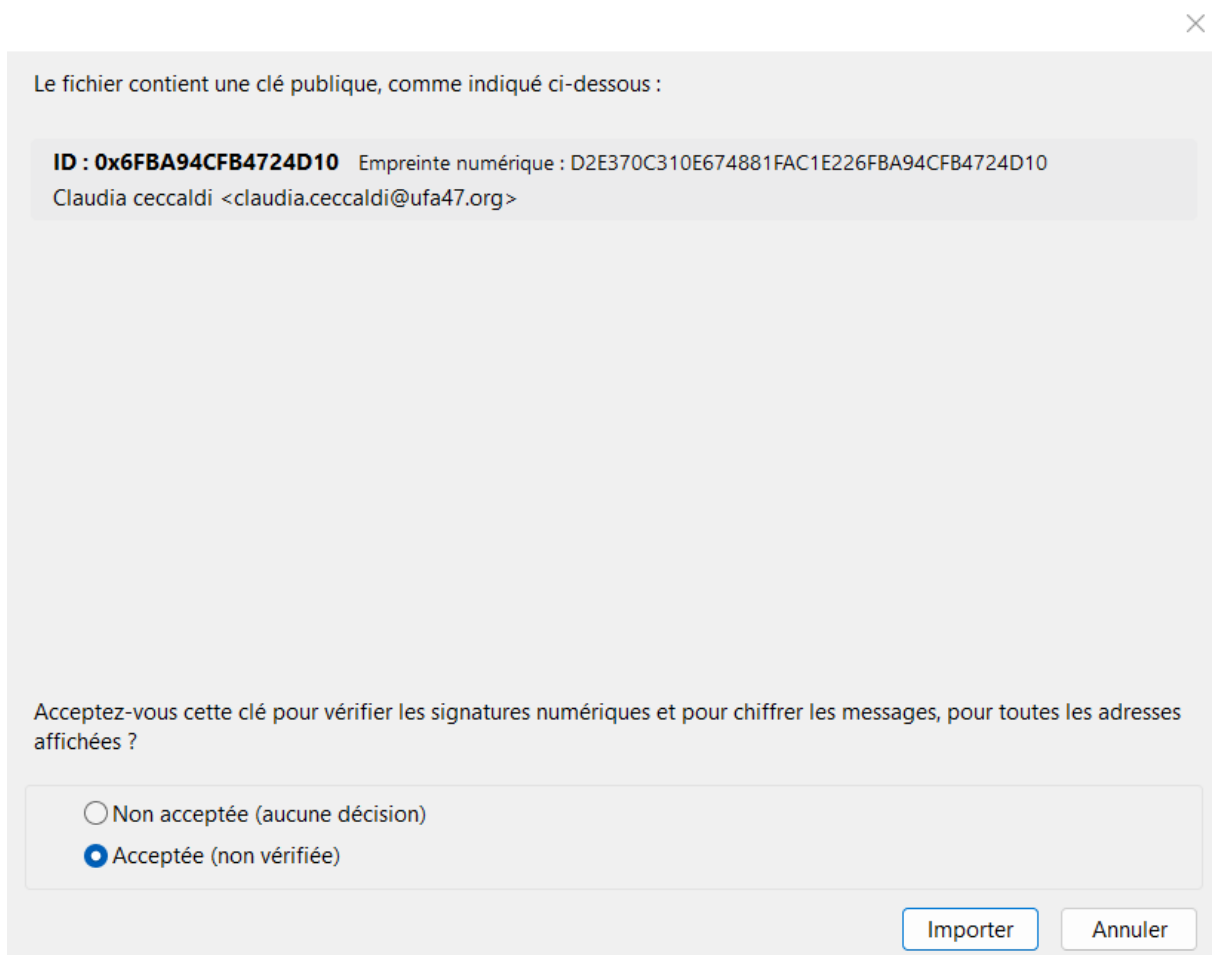 Le fichier contient une clé publique, comme indiqué ci-dessous :
ID : 0x6FBA94CFB4724D10 Empreinte numérique : D2E370C310E674881FAC1E226FBA94CFB4724D10
Claudia ceccaldi <claudia.ceccaldi@ufa47.org>
Acceptez-vous cette clé pour vérifier les signatures numériques et pour chiffrer les messages, pour toutes les adresses
affichées ?
Non acceptée (aucune décision)
Acceptée (non vérifiée)
Importer Annuler